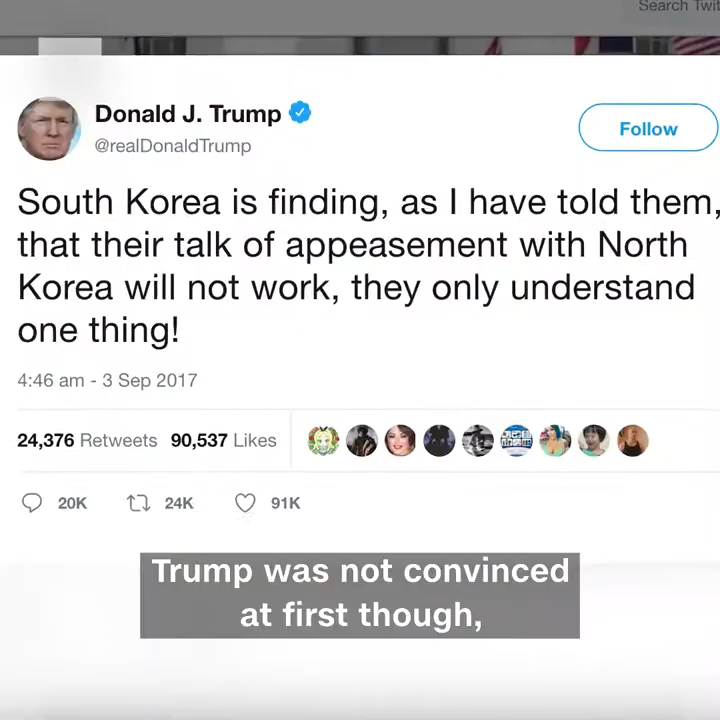 Search Twit
Donald J. Trump
@realDonaldTrump
Follow
South Korea is finding, as I have told them,
that their talk of appeasement with North
Korea will not work, they only understand
one thing!
4:46 am - 3 Sep 2017
24,376 Retweets 90,537 Likes
20K 24K 91K
Trump was not convinced
at first though,